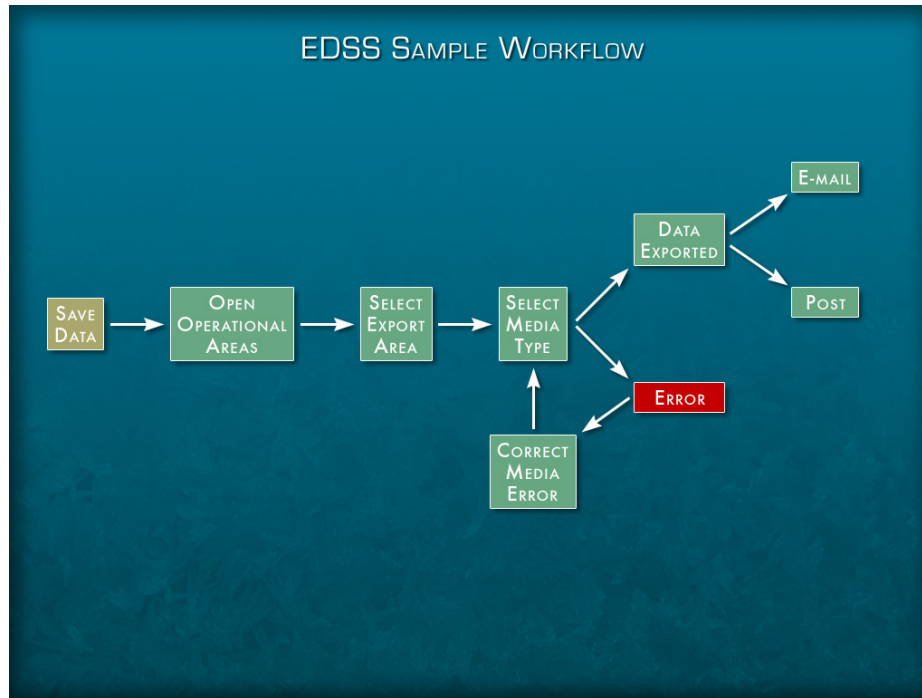 EDSS Sample Workflow
Save
Data
Open
Operational
Areas
Select
Export
Area
Select
Media
Type
Data
Exported
E-mail
Post
Error
Correct
Media
Error